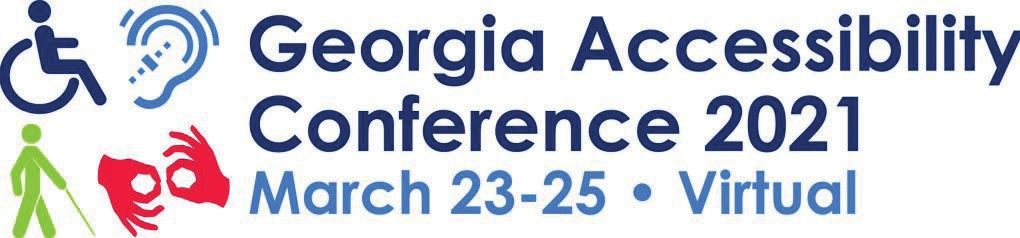 Georgia Accessibility
Conference 2021
March 23-25 • Virtual